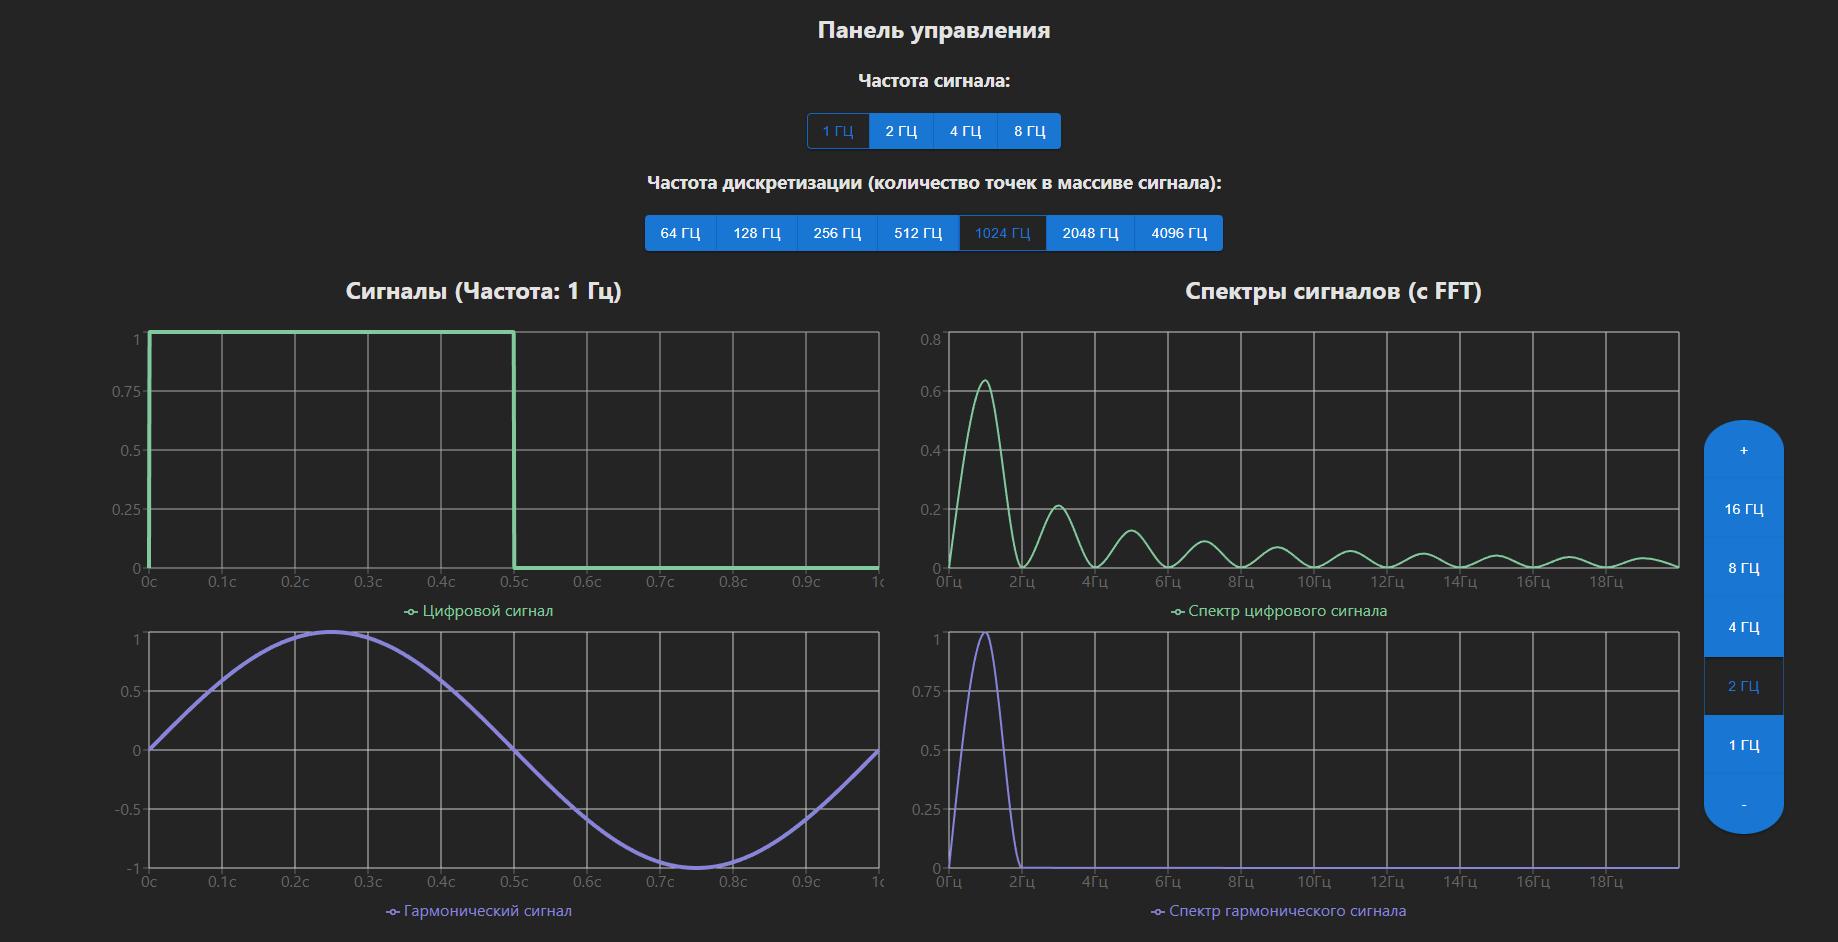 Панель управления
Частота сигнала:
1 ГЦ 2 ГЦ 4 ГЦ 8 ГЦ
Частота дискретизации (количество точек в массиве сигнала):
64 ГЦ 128 ГЦ 256 ГЦ 512 ГЦ 1024 ГЦ 2048 ГЦ 4096 ГЦ
Сигналы (Частота: 1 Гц)
1
0.75
0.5
0.25
0
0с 0.1с 0.2с 0.3с 0.4с 0.5с 0.6с 0.7с 0.8с 0.9с 1с
Цифровой сигнал
1
0.5
0
-0.5
-1
0с 0.1с 0.2с 0.3с 0.4с 0.5с 0.6с 0.7с 0.8с 0.9с 1с
Гармонический сигнал
Спектры сигналов (с FFT)
0.8
0.6
0.4
0.2
0
0Гц 2Гц 4Гц 6Гц 8Гц 10Гц 12Гц 14Гц 16Гц 18Гц
Спектр цифрового сигнала
1
0.75
0.5
0.25
0
0Гц 2Гц 4Гц 6Гц 8Гц 10Гц 12Гц 14Гц 16Гц 18Гц
Спектр гармонического сигнала
+
16 ГЦ
8 ГЦ
4 ГЦ
2 ГЦ
1 ГЦ
-